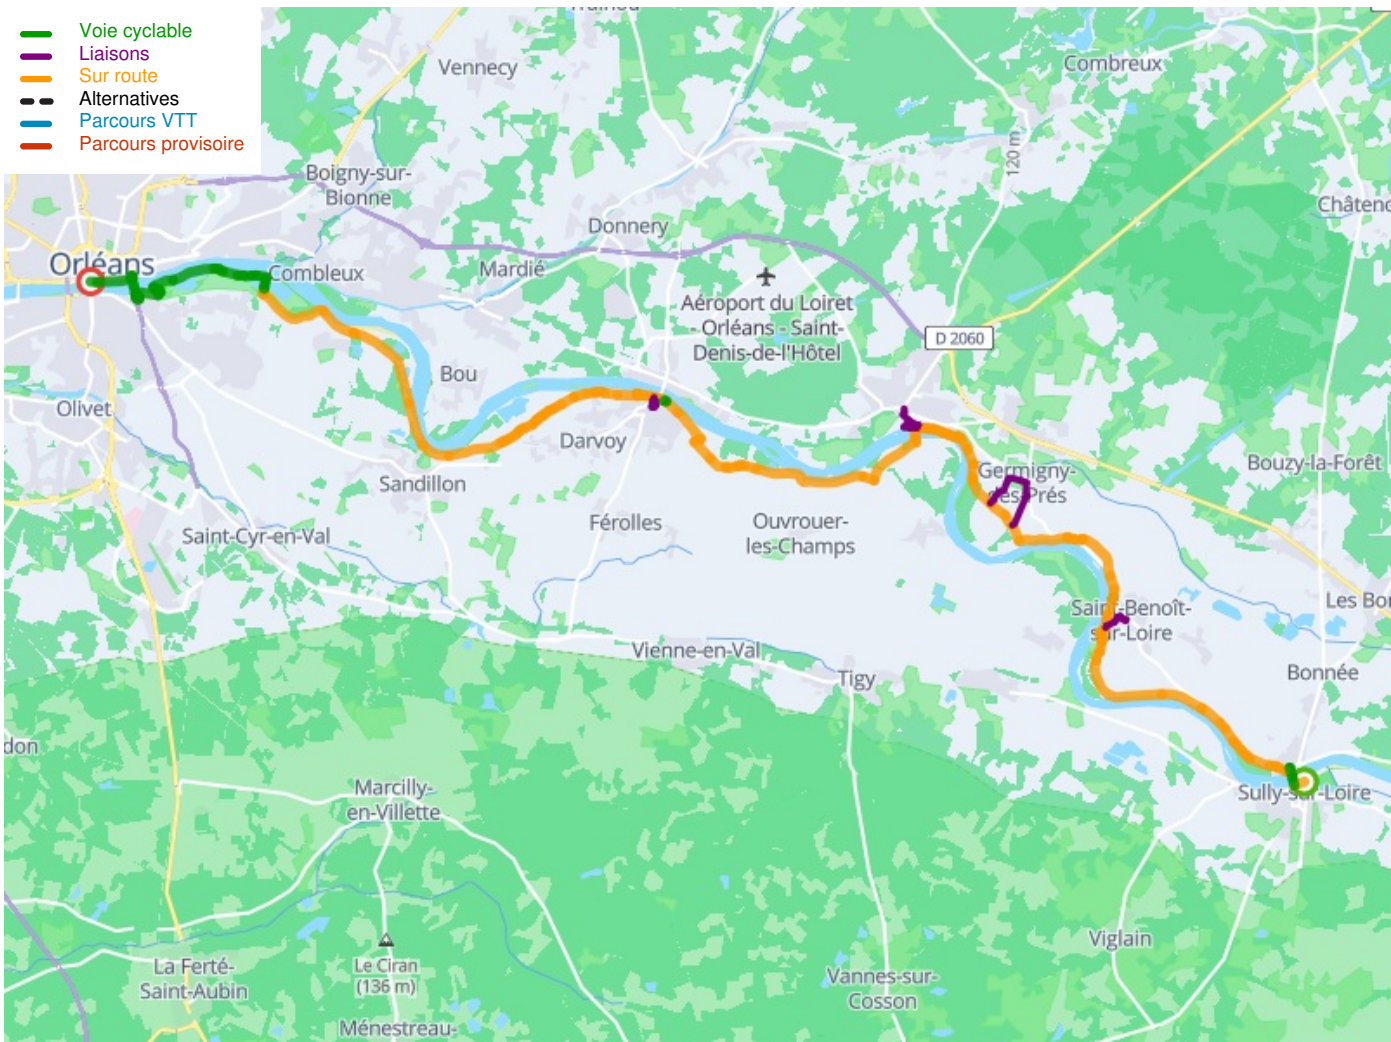 Voie cyclable
Liaisons
Sur route
Alternatives
Parcours VTT
Parcours provisoire
Vennecy
Combreux
120 m
Boigny-sur-
Bionne
Châtenc
Donnery
Orléans
Combleux
Mardié
Aéroport du Loiret
- Orléans - Saint-
Denis-de-l'Hôtel
D 2060
Bou
Olivet
Darvoy
Sandillon
Germigny-
des-Prés
Bouzy-la-Forêt
Saint-Cyr-en-Val
Férolles
Ouvrouer-
les-Champs
Saint-Benoît-
sur-Loire
Les Bor
Vienne-en-Val
Tigy
Bonnée
don
Marcilly-
en-Villette
Sully-sur-Loire
Viglain
La Ferté-
Saint-Aubin
Le Ciran
(136 m)
Vannes-sur-
Cosson
Ménestreau-